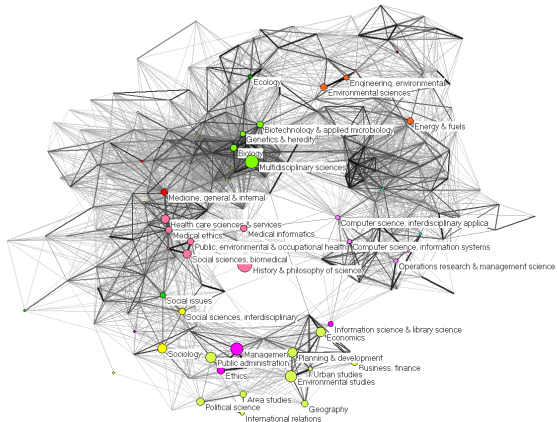 Ecology
Engineering, environmental
Environmental sciences
Energy & fuels
Biotechnology & applied microbiology
Genetics & heredity
Biology
Multidisciplinary sciences
Medicine, general & internal
Health care sciences & services
Medical ethics
Medical informatics
Computer science, interdisciplinary applica
Public, environmental & occupational health
Computer science, information systems
Social sciences, biomedical
History & philosophy of science
Operations research & management science
Social issues
Social sciences, interdisciplinary
Information science & library science
Economics
Sociology
Management
Public administration
Planning & development
Business, finance
Ethics
Urban studies
Environmental studies
Area studies
Political science
Geography
International relations